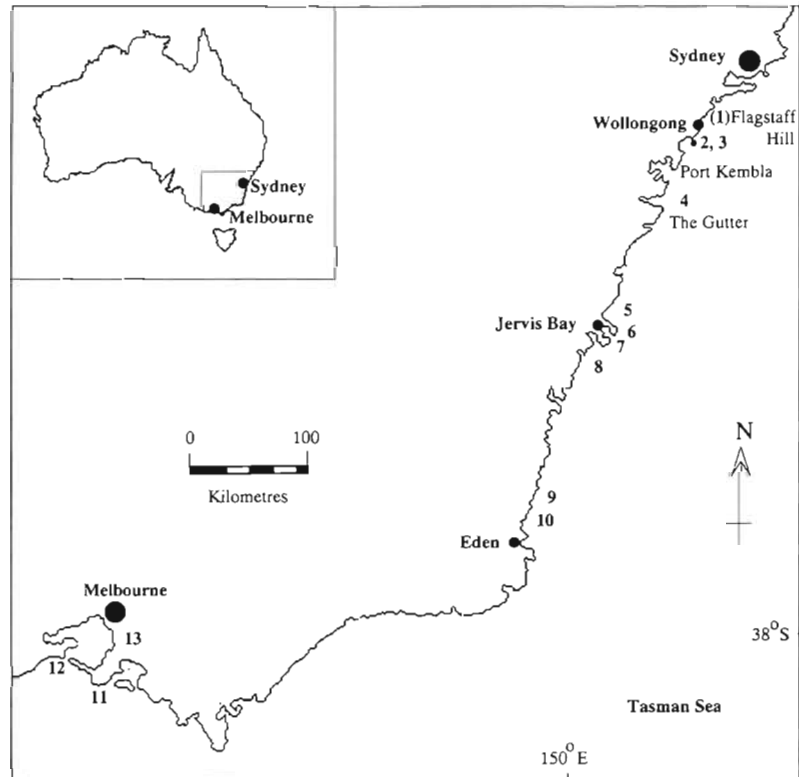 Sydney
Melbourne
Sydney
Wollongong
(1)Flagstaff
Hill
2, 3
Port Kembla
4
The Gutter
5
Jervis Bay
6
7
8
0 100
Kilometres
N
9
10
Eden
Melbourne
13
38°S
12
11
Tasman Sea
150°E